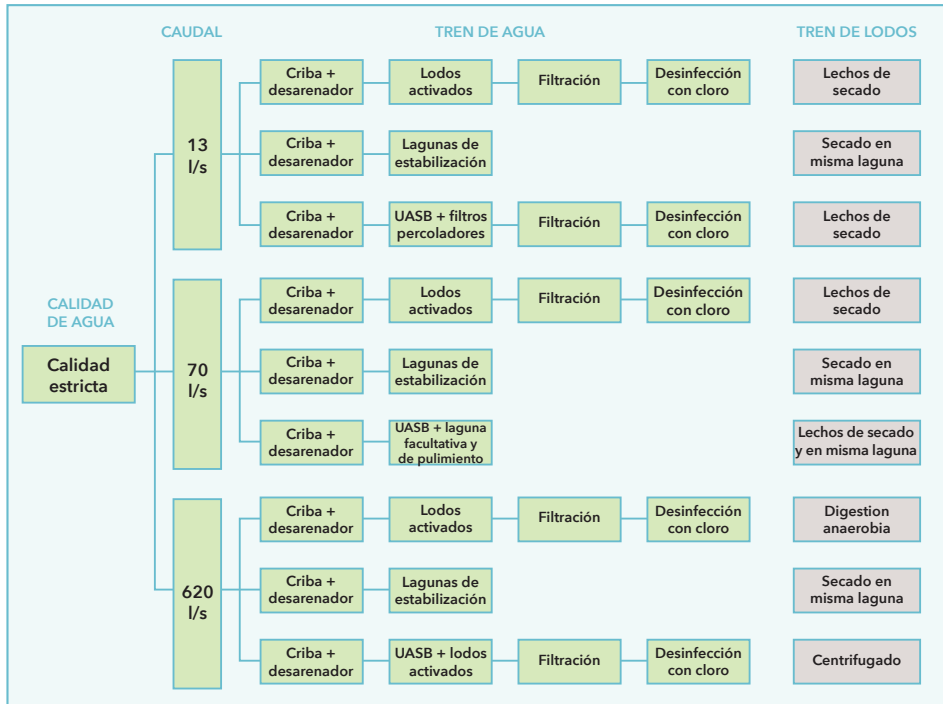 CAUDAL
TREN DE AGUA
TREN DE LODOS
Criba +
desarenador
Lodos
activados
Filtración
Desinfección
con cloro
Lechos de
secado
13
l/s
Criba +
desarenador
Lagunas de
estabilización
Secado en
misma laguna
Criba +
desarenador
UASB + filtros
percoladores
Filtración
Desinfección
con cloro
Lechos de
secado
CALIDAD
DE AGUA
Calidad
estricta
Criba +
desarenador
Lodos
activados
Filtración
Desinfección
con cloro
Lechos de
secado
70
l/s
Criba +
desarenador
Lagunas de
estabilización
Secado en
misma laguna
Criba +
desarenador
UASB + laguna
facultativa y
de pulimiento
Lechos de secado
y en misma laguna
Criba +
desarenador
Lodos
activados
Filtración
Desinfección
con cloro
Digestion
anaerobia
620
l/s
Criba +
desarenador
Lagunas de
estabilización
Secado en
misma laguna
Criba +
desarenador
UASB + lodos
activados
Filtración
Desinfección
con cloro
Centrifugado